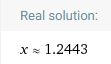 Real solution:
x ≈ 1.2443